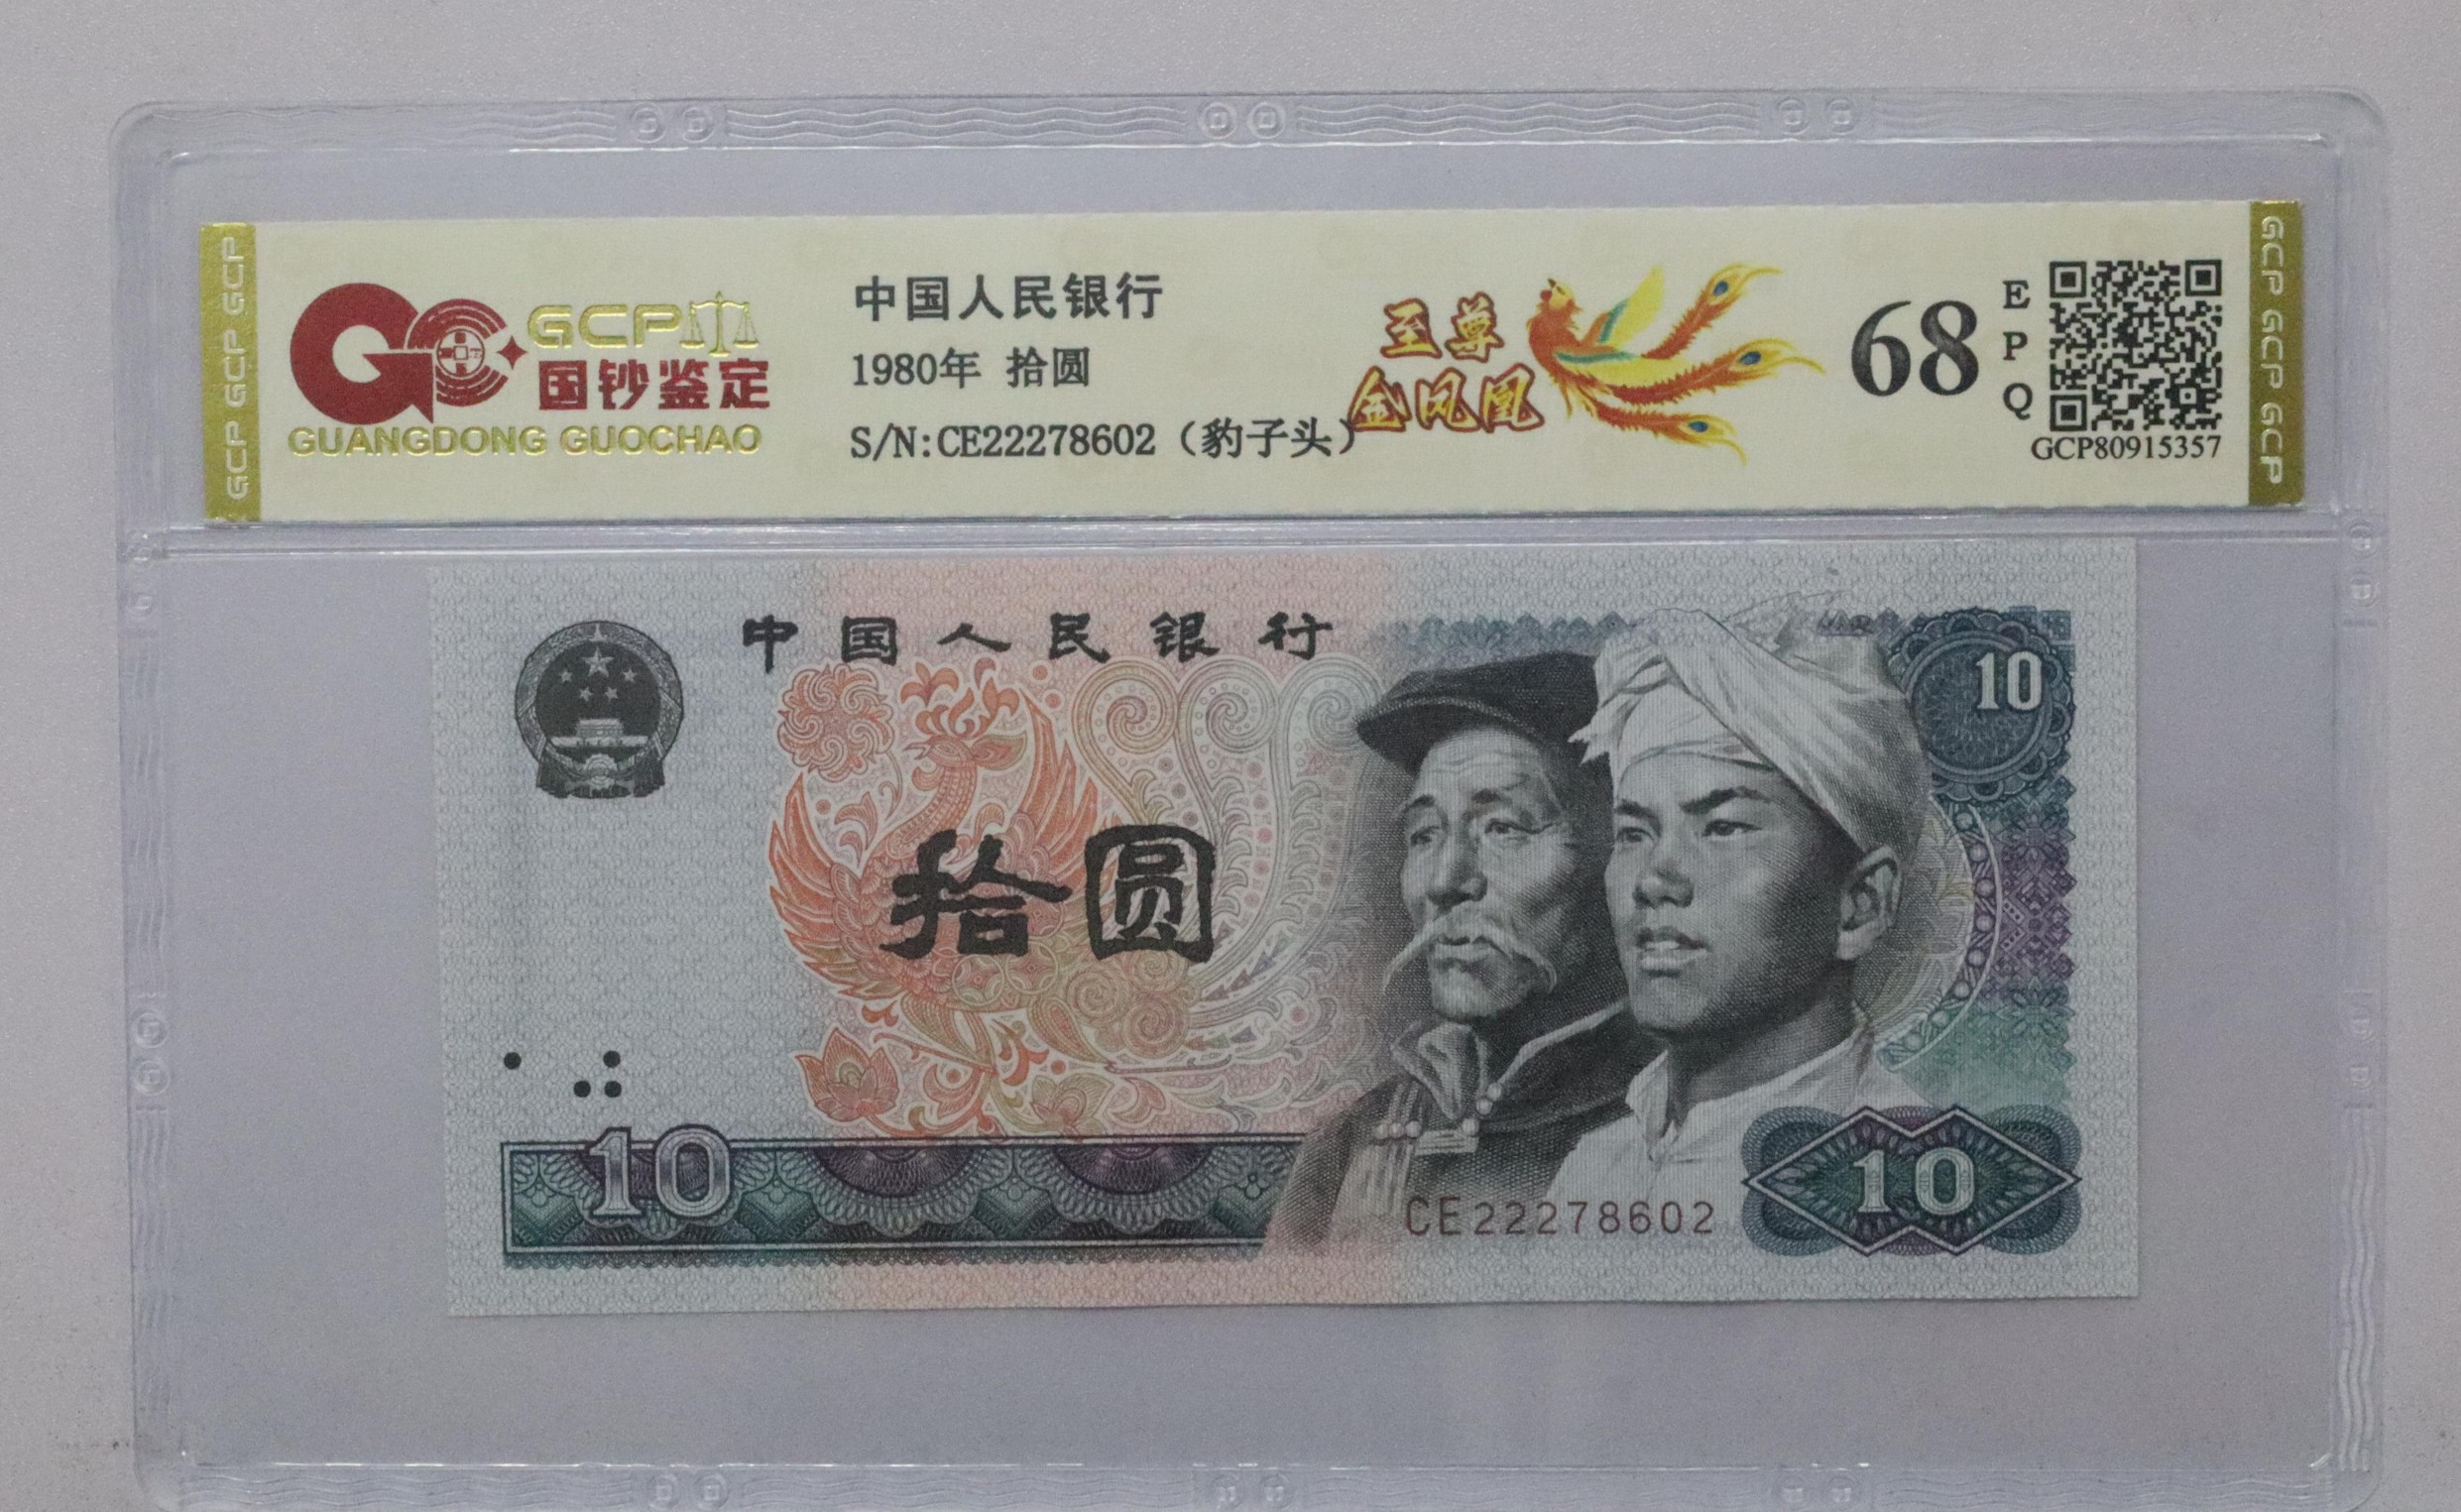 GCP GCP GCP
GCP
国钞鉴定
GUANGDONG GUOCHAO
中国人民银行
1980年 拾圆
S/N:CE22278602（豹子头）
至尊
金凤凰
68
E
P
Q
GCP80915357
GCP GCP GCP
中国人民银行
10
拾圆
10
CE22278602
10